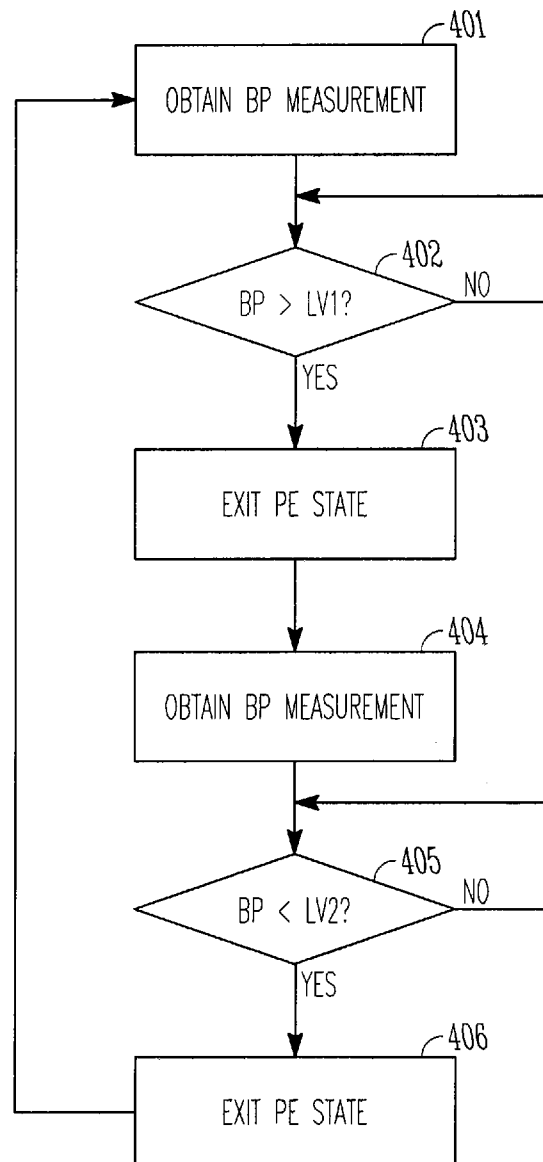 401
OBTAIN BP MEASUREMENT
402
BP > LV1?
NO
YES
403
EXIT PE STATE
404
OBTAIN BP MEASUREMENT
405
BP < LV2?
NO
YES
406
EXIT PE STATE